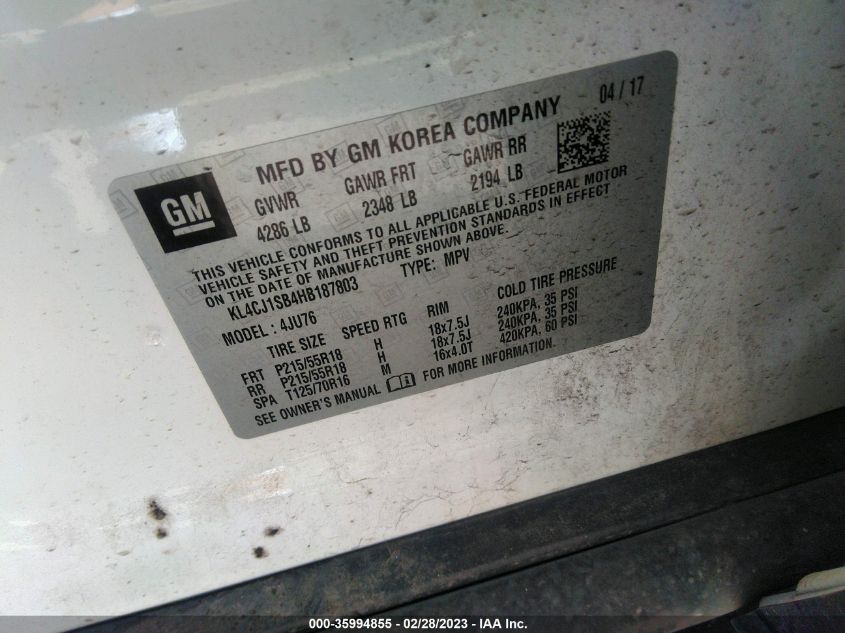 04 / 17
MFD BY GM KOREA COMPANY
GM
GVWR GAWR FRT GAWR RR
4286 LB 2348 LB 2194 LB
THIS VEHICLE CONFORMS TO ALL APPLICABLE U.S. FEDERAL MOTOR
VEHICLE SAFETY AND THEFT PREVENTION STANDARDS IN EFFECT
ON THE DATE OF MANUFACTURE SHOWN ABOVE.
KL4CJ1SB4HB187803 TYPE: MPV
MODEL: 4JU76
TIRE SIZE SPEED RTG RIM COLD TIRE PRESSURE
FRT P215/55R18 H 18x7.5J 240KPA, 35 PSI
RR P215/55R18 H 18x7.5J 240KPA, 35 PSI
SPA T125/70R16 M 16x4.0T 420KPA, 60 PSI
SEE OWNER'S MANUAL FOR MORE INFORMATION.
000-35994855 - 02/28/2023 - IAA Inc.